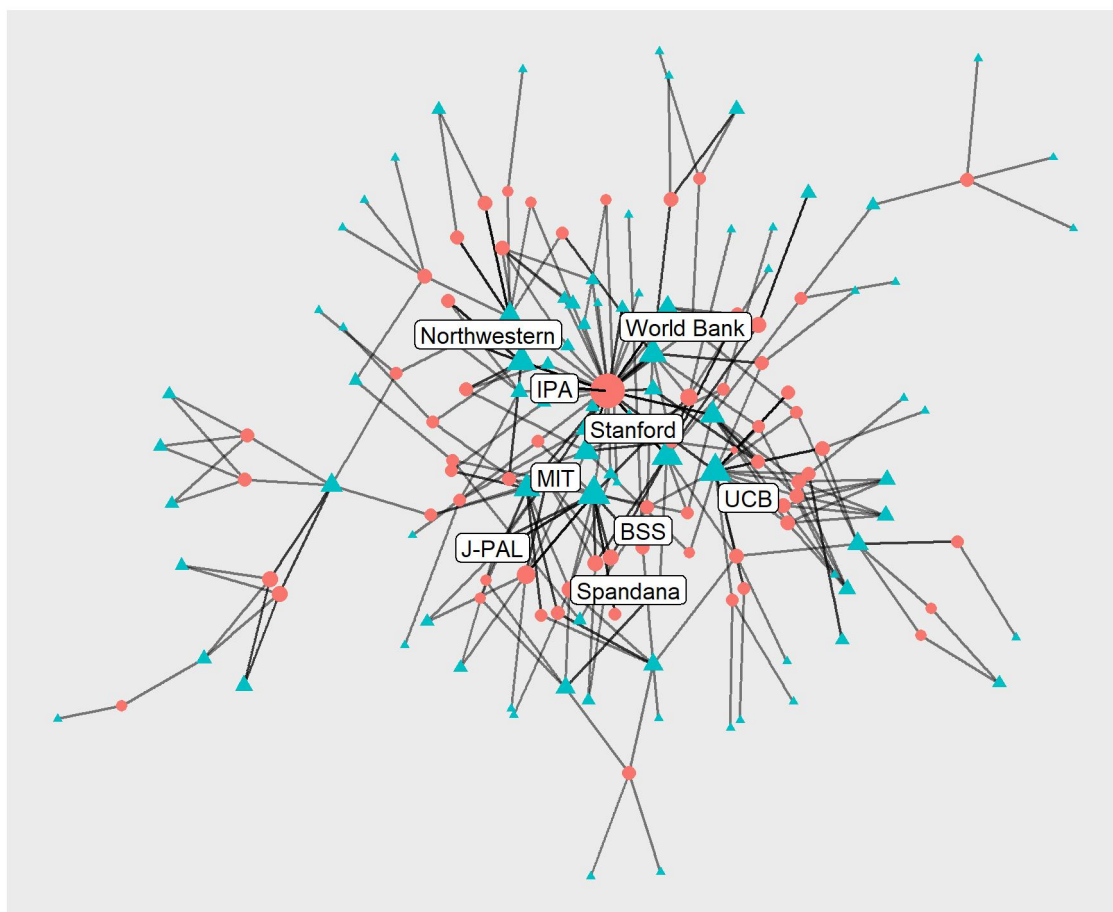 Northwestern
World Bank
IPA
Stanford
MIT
UCB
BSS
J-PAL
Spandana